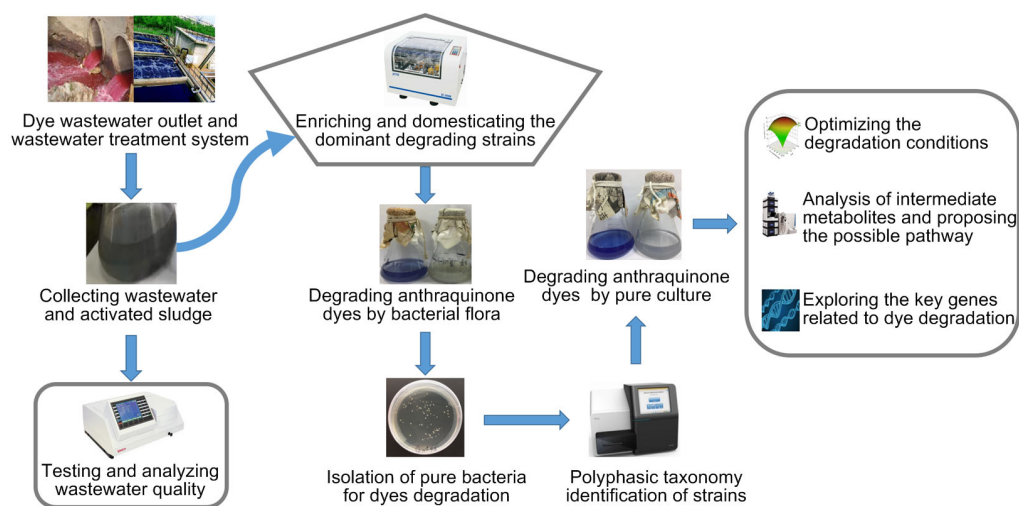 Dye wastewater outlet and
wastewater treatment system
Collecting wastewater
and activated sludge
Testing and analyzing
wastewater quality
Enriching and domesticating the
dominant degrading strains
Degrading anthraquinone
dyes by bacterial flora
Isolation of pure bacteria
for dyes degradation
Polyphasic taxonomy
identification of strains
Degrading anthraquinone
dyes by pure culture
Optimizing the
degradation conditions
Analysis of intermediate
metabolites and proposing
the possible pathway
Exploring the key genes
related to dye degradation